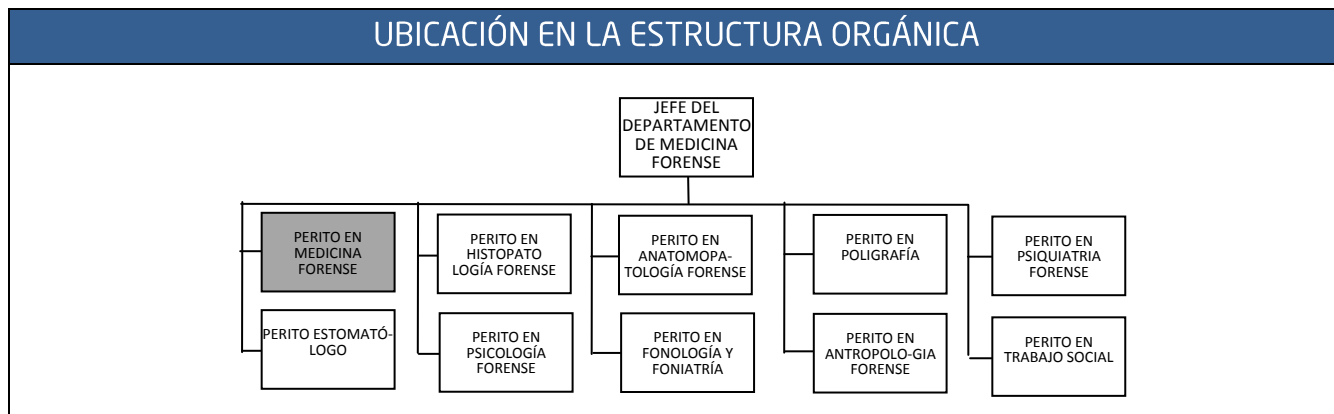 UBICACIÓN EN LA ESTRUCTURA ORGÁNICA
JEFE DEL
DEPARTAMENTO
DE MEDICINA
FORENSE
PERITO EN
MEDICINA
FORENSE
PERITO EN
HISTOPATO
LOGÍA FORENSE
PERITO EN
ANATOMOPA-
TOLOGÍA FORENSE
PERITO EN
POLIGRAFÍA
PERITO EN
PSIQUIATRIA
FORENSE
PERITO ESTOMATÓ-
LOGO
PERITO EN
PSICOLOGÍA
FORENSE
PERITO EN
FONOLOGÍA Y
FONIATRÍA
PERITO EN
ANTROPOLO-GIA
FORENSE
PERITO EN
TRABAJO SOCIAL